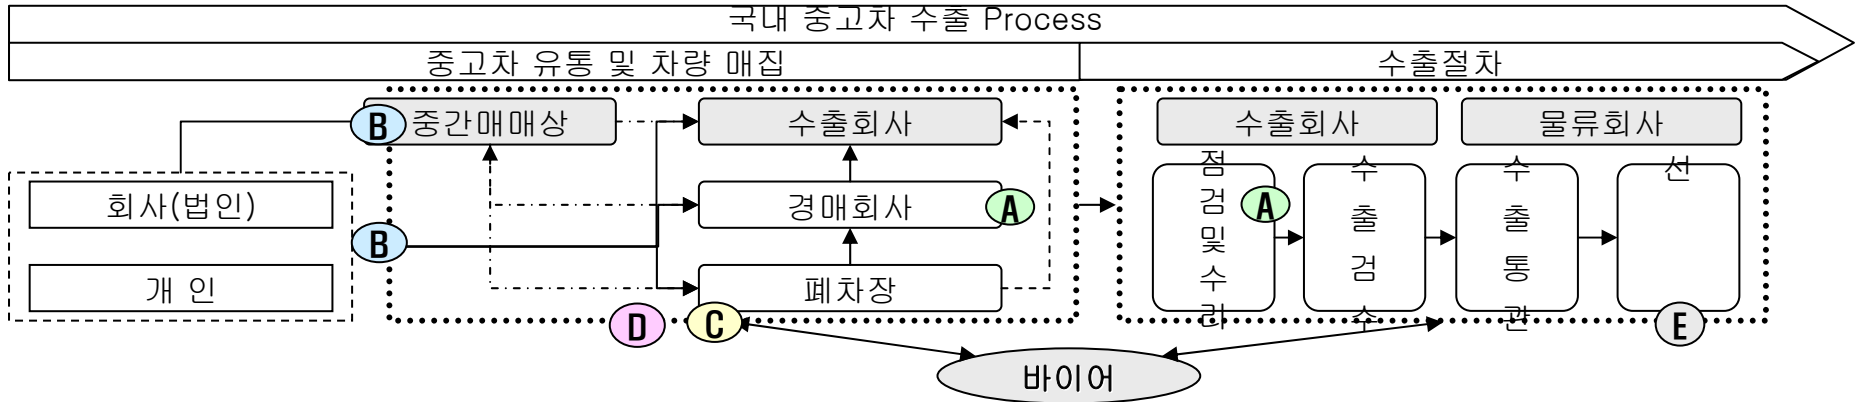 국내 중고차 수출 Process
중고차 유통 및 차량 매집
수출절차
B
중간매매상
수출회사
회사(법인)
개 인
B
경매회사
A
폐차장
D
C
수출회사
물류회사
점검및수리
A
수출검수
수출통관
선
E
바이어